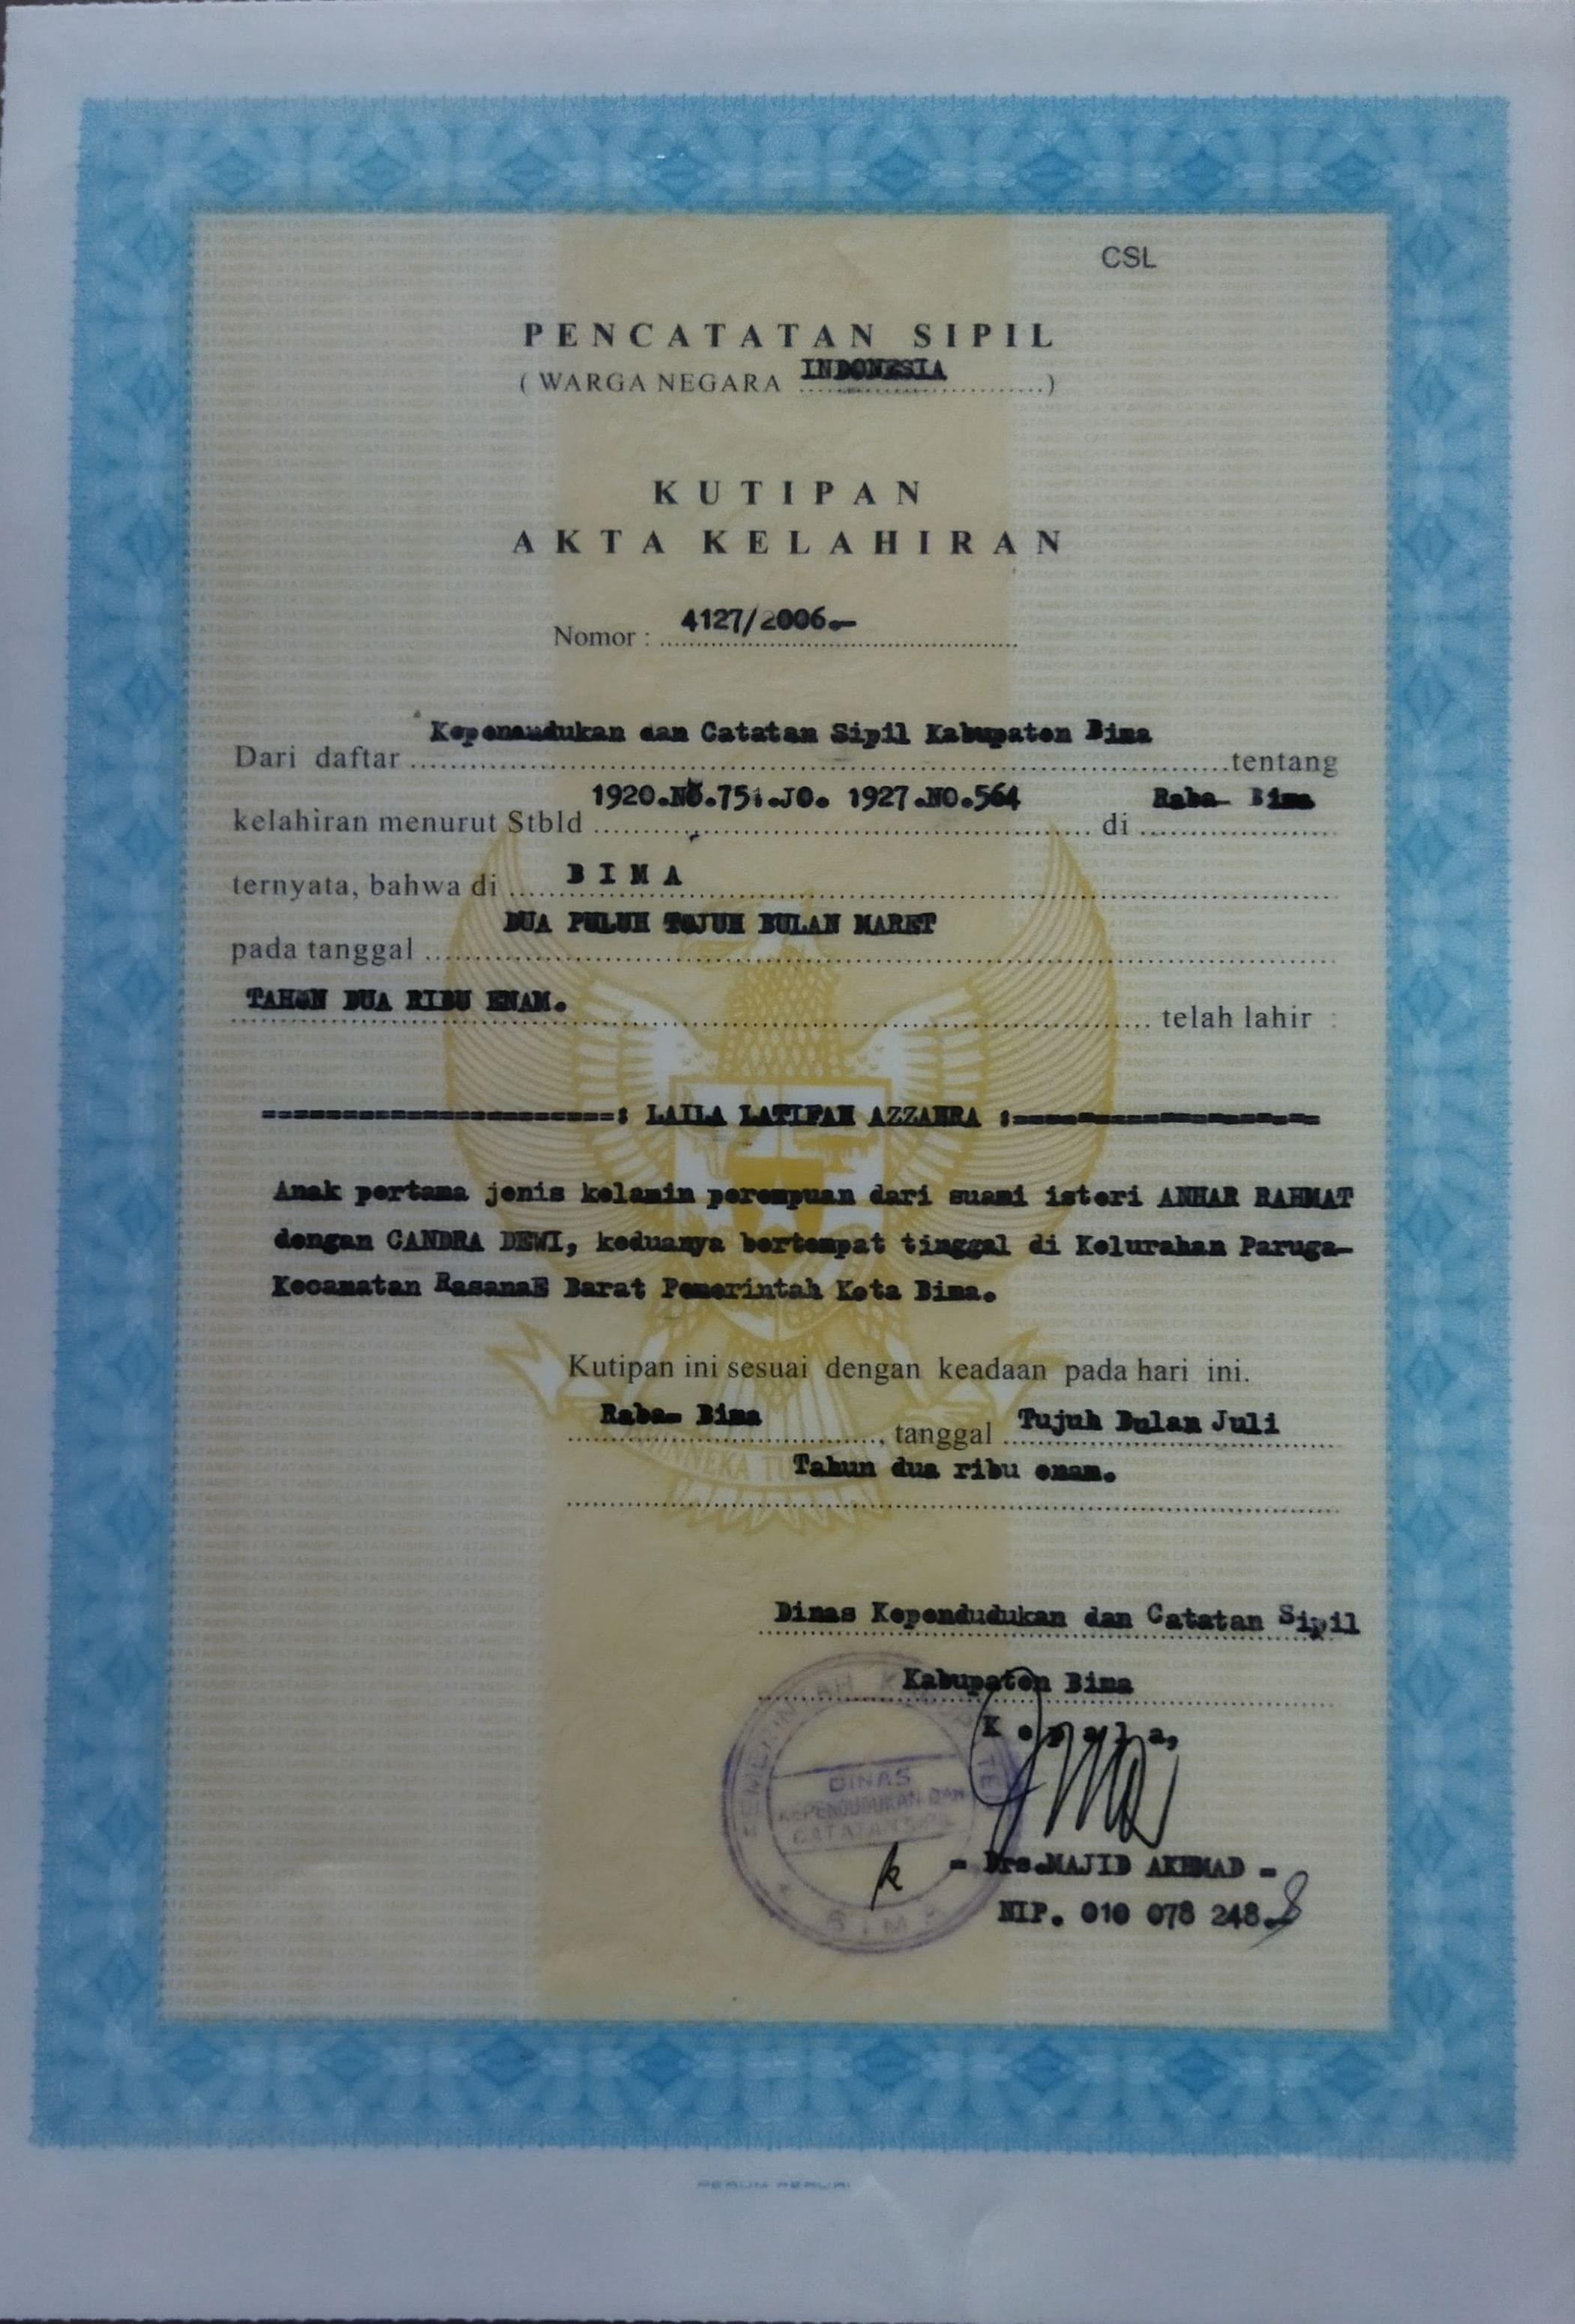 CSL
PENCATATAN SIPIL
( WARGA NEGARA INDONESIA )
KUTIPAN
AKTA KELAHIRAN
Nomor : 4127/2006.-
Dari daftar Kependudukan dan Catatan Sipil Kabupaten Bima tentang
kelahiran menurut Stbld 1920.NO.751.JO. 1927.NO.564 di Raba- Bima
ternyata, bahwa di BIMA
pada tanggal DUA PULUH TUJUH BULAN MARET
TAHUN DUA RIBU ENAM. telah lahir :
: LAILA LATIFAH AZZAHRA :
Anak pertama jenis kelamin perempuan dari suami isteri ANHAR RAHMAT
dengan CANDRA DEWI, keduanya bertempat tinggal di Kelurahan Paruga-
Kecamatan RasanaE Barat Pemerintah Kota Bima.
Kutipan ini sesuai dengan keadaan pada hari ini.
Raba- Bima, tanggal Tujuh Bulan Juli
Tahun dua ribu enam.
Dinas Kependudukan dan Catatan Sipil
Kabupaten Bima
Kepala,
DINAS
KEPENDUDUKAN DAN
CATATAN SIPIL
BIMA
- Drs.MAJID AKHMAD -
NIP. 010 078 248.
PERUM PERURI